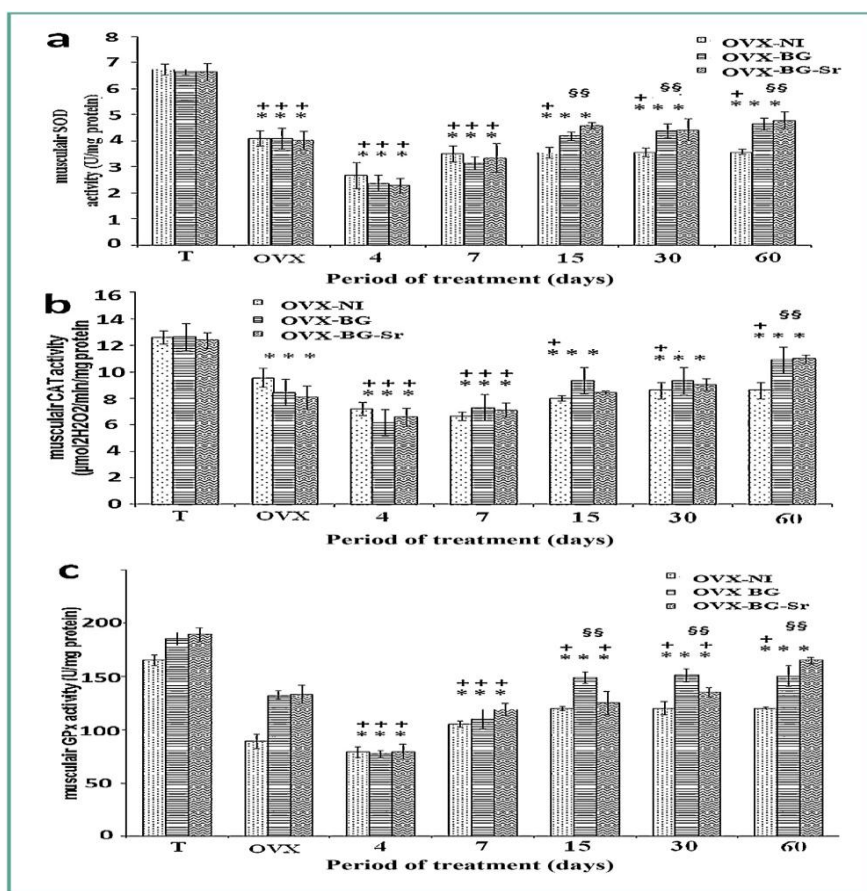 a
8
7
6
5
4
3
2
1
0
musculair SOD
activity (U/mg protein)
OVX-NI
OVX-BG
OVX-BG-Sr
+ + +
* * *
+ + +
* * *
+ + +
* * *
§§
+
* * *
§§
+
* * *
§§
+
* * *
T OVX 4 7 15 30 60
Period of treatment (days)
b
16
14
12
10
8
6
4
2
0
musculair CAT activity
(µmol2H2O2/min/mg protein
OVX-NI
OVX-BG
OVX-BG-Sr
* * *
+ + +
* * *
+ + +
* * *
+
* * *
+
* * *
§§
+
* * *
T OVX 4 7 15 30 60
Period of treatment (days)
c
200
150
100
50
0
musculair GPx activity (U/mg protein)
OVX-NI
OVX BG
OVX-BG-Sr
+ + +
* * *
+ + +
* * *
§§
+ +
* * *
§§
+ +
* * *
§§
+
* * *
T OVX 4 7 15 30 60
Period of treatment (days)